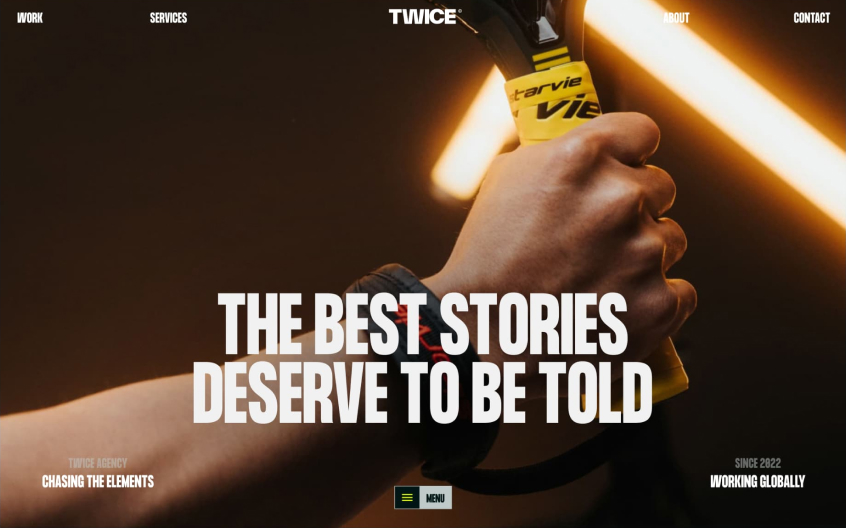 WORK
SERVICES
TWICE
ABOUT
CONTACT
starvie
vie
THE BEST STORIES
DESERVE TO BE TOLD
TWICE AGENCY
CHASING THE ELEMENTS
SINCE 2022
WORKING GLOBALLY
MENU